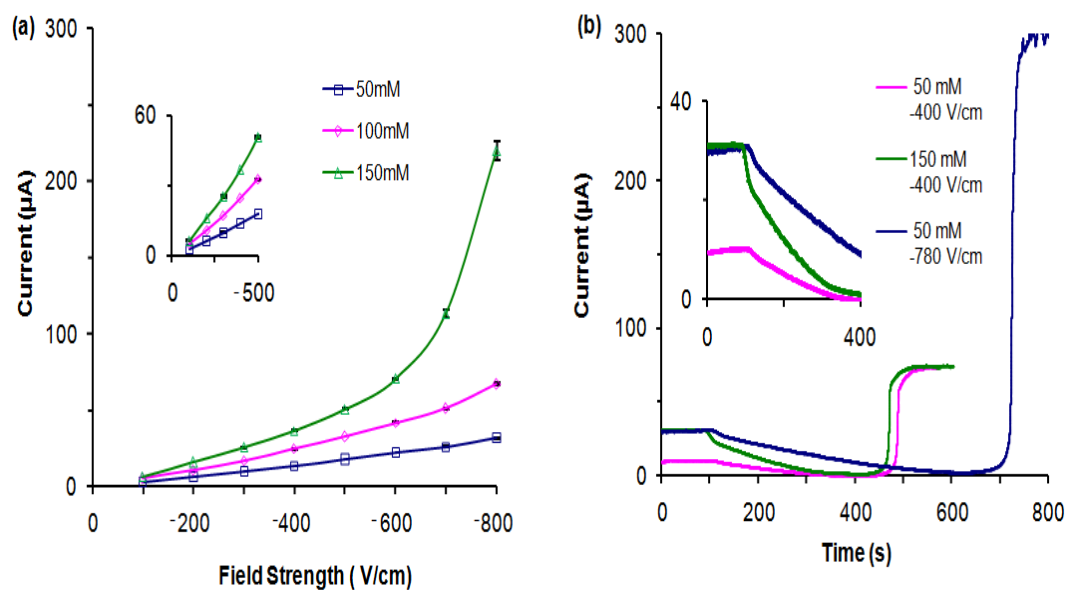 (a)
300
200
100
0
Current (µA)
60
0
0
-500
50mM
100mM
150mM
0
-200
-400
-600
-800
Field Strength ( V/cm)
(b)
300
200
100
0
Current (µA)
40
0
0
400
50 mM
-400 V/cm
150 mM
-400 V/cm
50 mM
-780 V/cm
0
200
400
600
800
Time (s)